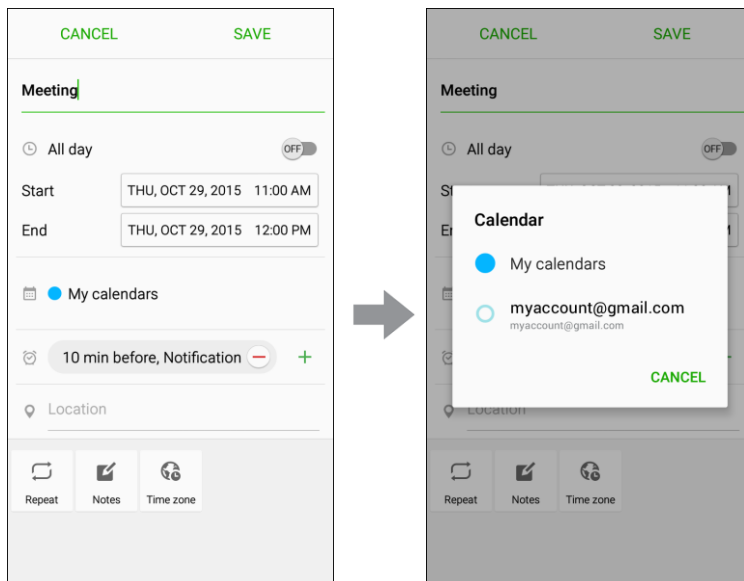 CANCEL SAVE
Meeting
All day OFF
Start THU, OCT 29, 2015 11:00 AM
End THU, OCT 29, 2015 12:00 PM
My calendars
10 min before, Notification
Location
Repeat Notes Time zone
CANCEL SAVE
Meeting
All day OFF
Calendar
My calendars
myaccount@gmail.com
myaccount@gmail.com
CANCEL
Location
Repeat Notes Time zone